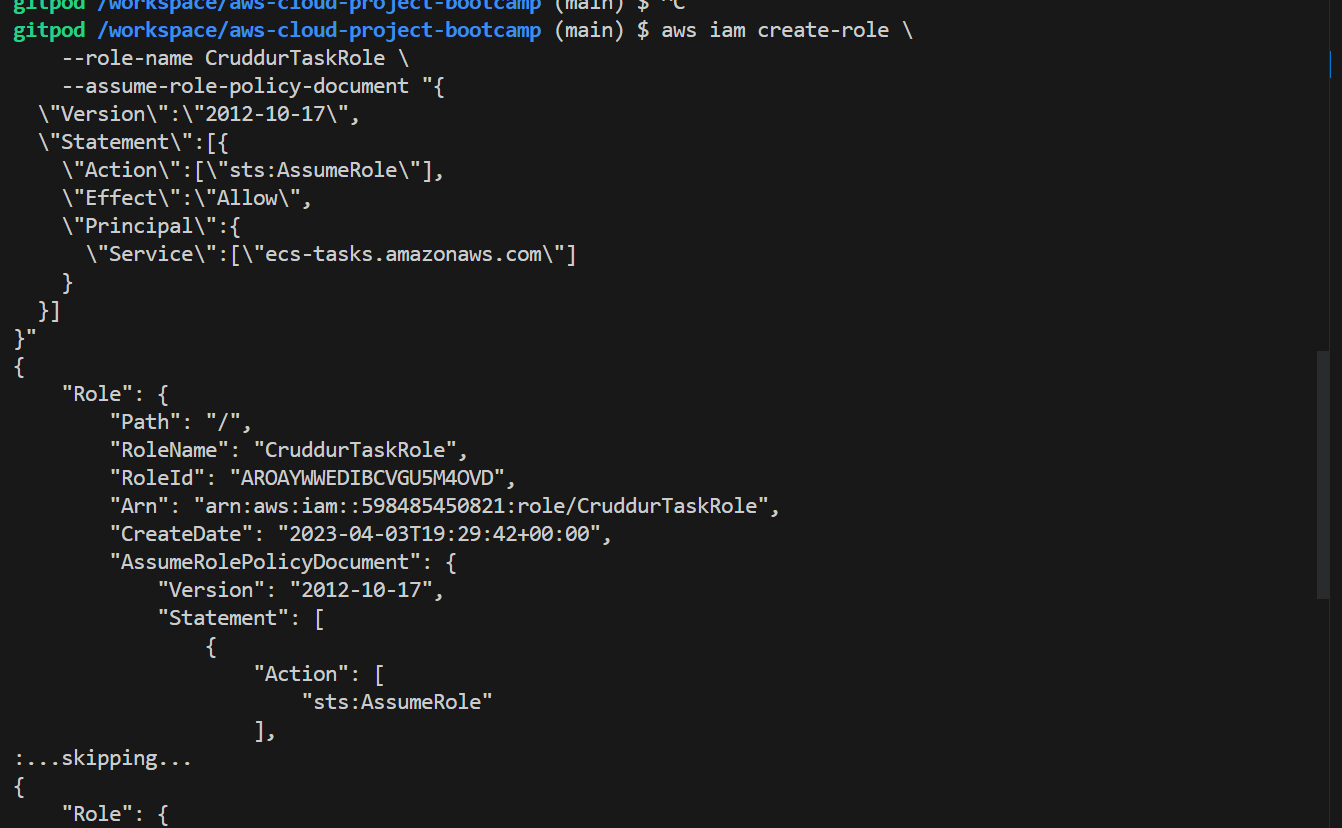 gitpod /workspace/aws-cloud-project-bootcamp (main) $ ^C
gitpod /workspace/aws-cloud-project-bootcamp (main) $ aws iam create-role \
    --role-name CruddurTaskRole \
    --assume-role-policy-document "{
  \"Version\":\"2012-10-17\",
  \"Statement\":[{
    \"Action\":[\"sts:AssumeRole\"],
    \"Effect\":\"Allow\",
    \"Principal\":{
      \"Service\":[\"ecs-tasks.amazonaws.com\"]
    }
  }]
}"
{
    "Role": {
        "Path": "/",
        "RoleName": "CruddurTaskRole",
        "RoleId": "AROAYWWEDIBCVGU5M4OVD",
        "Arn": "arn:aws:iam::598485450821:role/CruddurTaskRole",
        "CreateDate": "2023-04-03T19:29:42+00:00",
        "AssumeRolePolicyDocument": {
            "Version": "2012-10-17",
            "Statement": [
                {
                    "Action": [
                        "sts:AssumeRole"
                    ],
:...skipping...
{
    "Role": {